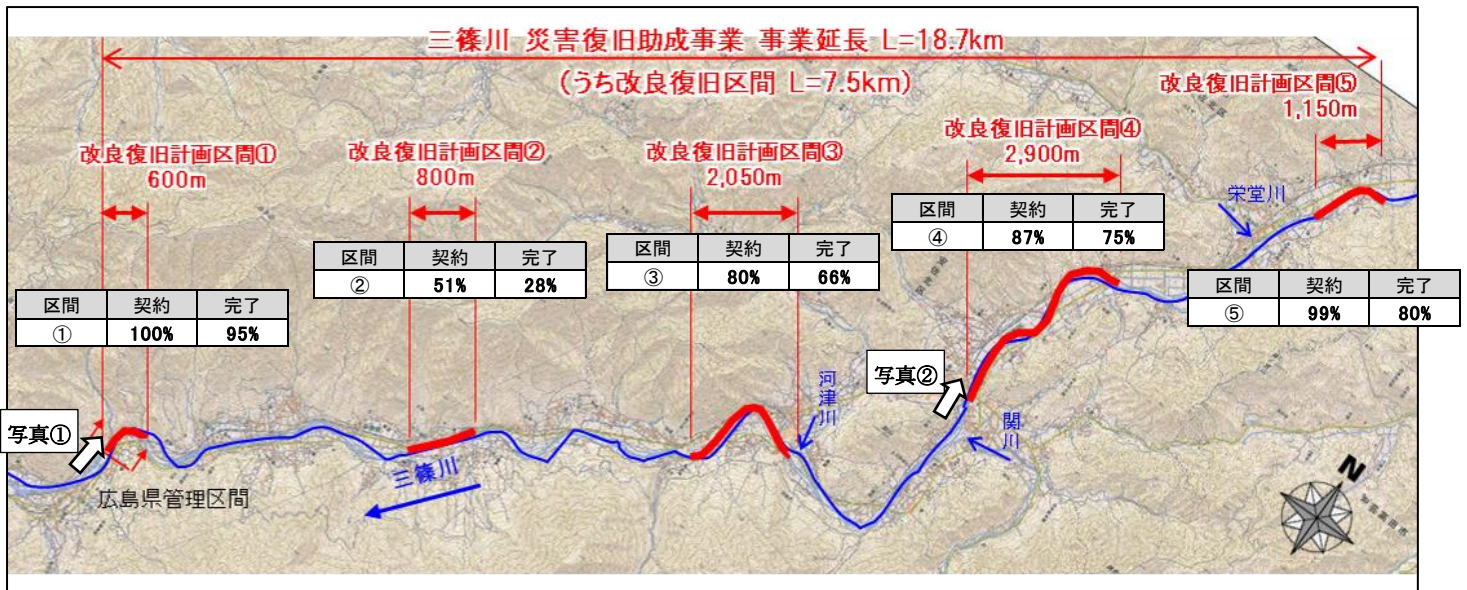 三篠川 災害復旧助成事業 事業延長 L=18.7km
(うち改良復旧区間 L=7.5km)
改良復旧計画区間①
600m
改良復旧計画区間②
800m
改良復旧計画区間③
2,050m
改良復旧計画区間④
2,900m
改良復旧計画区間⑤
1,150m
区間 契約 完了
① 100% 95%
区間 契約 完了
② 51% 28%
区間 契約 完了
③ 80% 66%
区間 契約 完了
④ 87% 75%
区間 契約 完了
⑤ 99% 80%
栄堂川
河津川
関川
三篠川
写真①
写真②
広島県管理区間
N